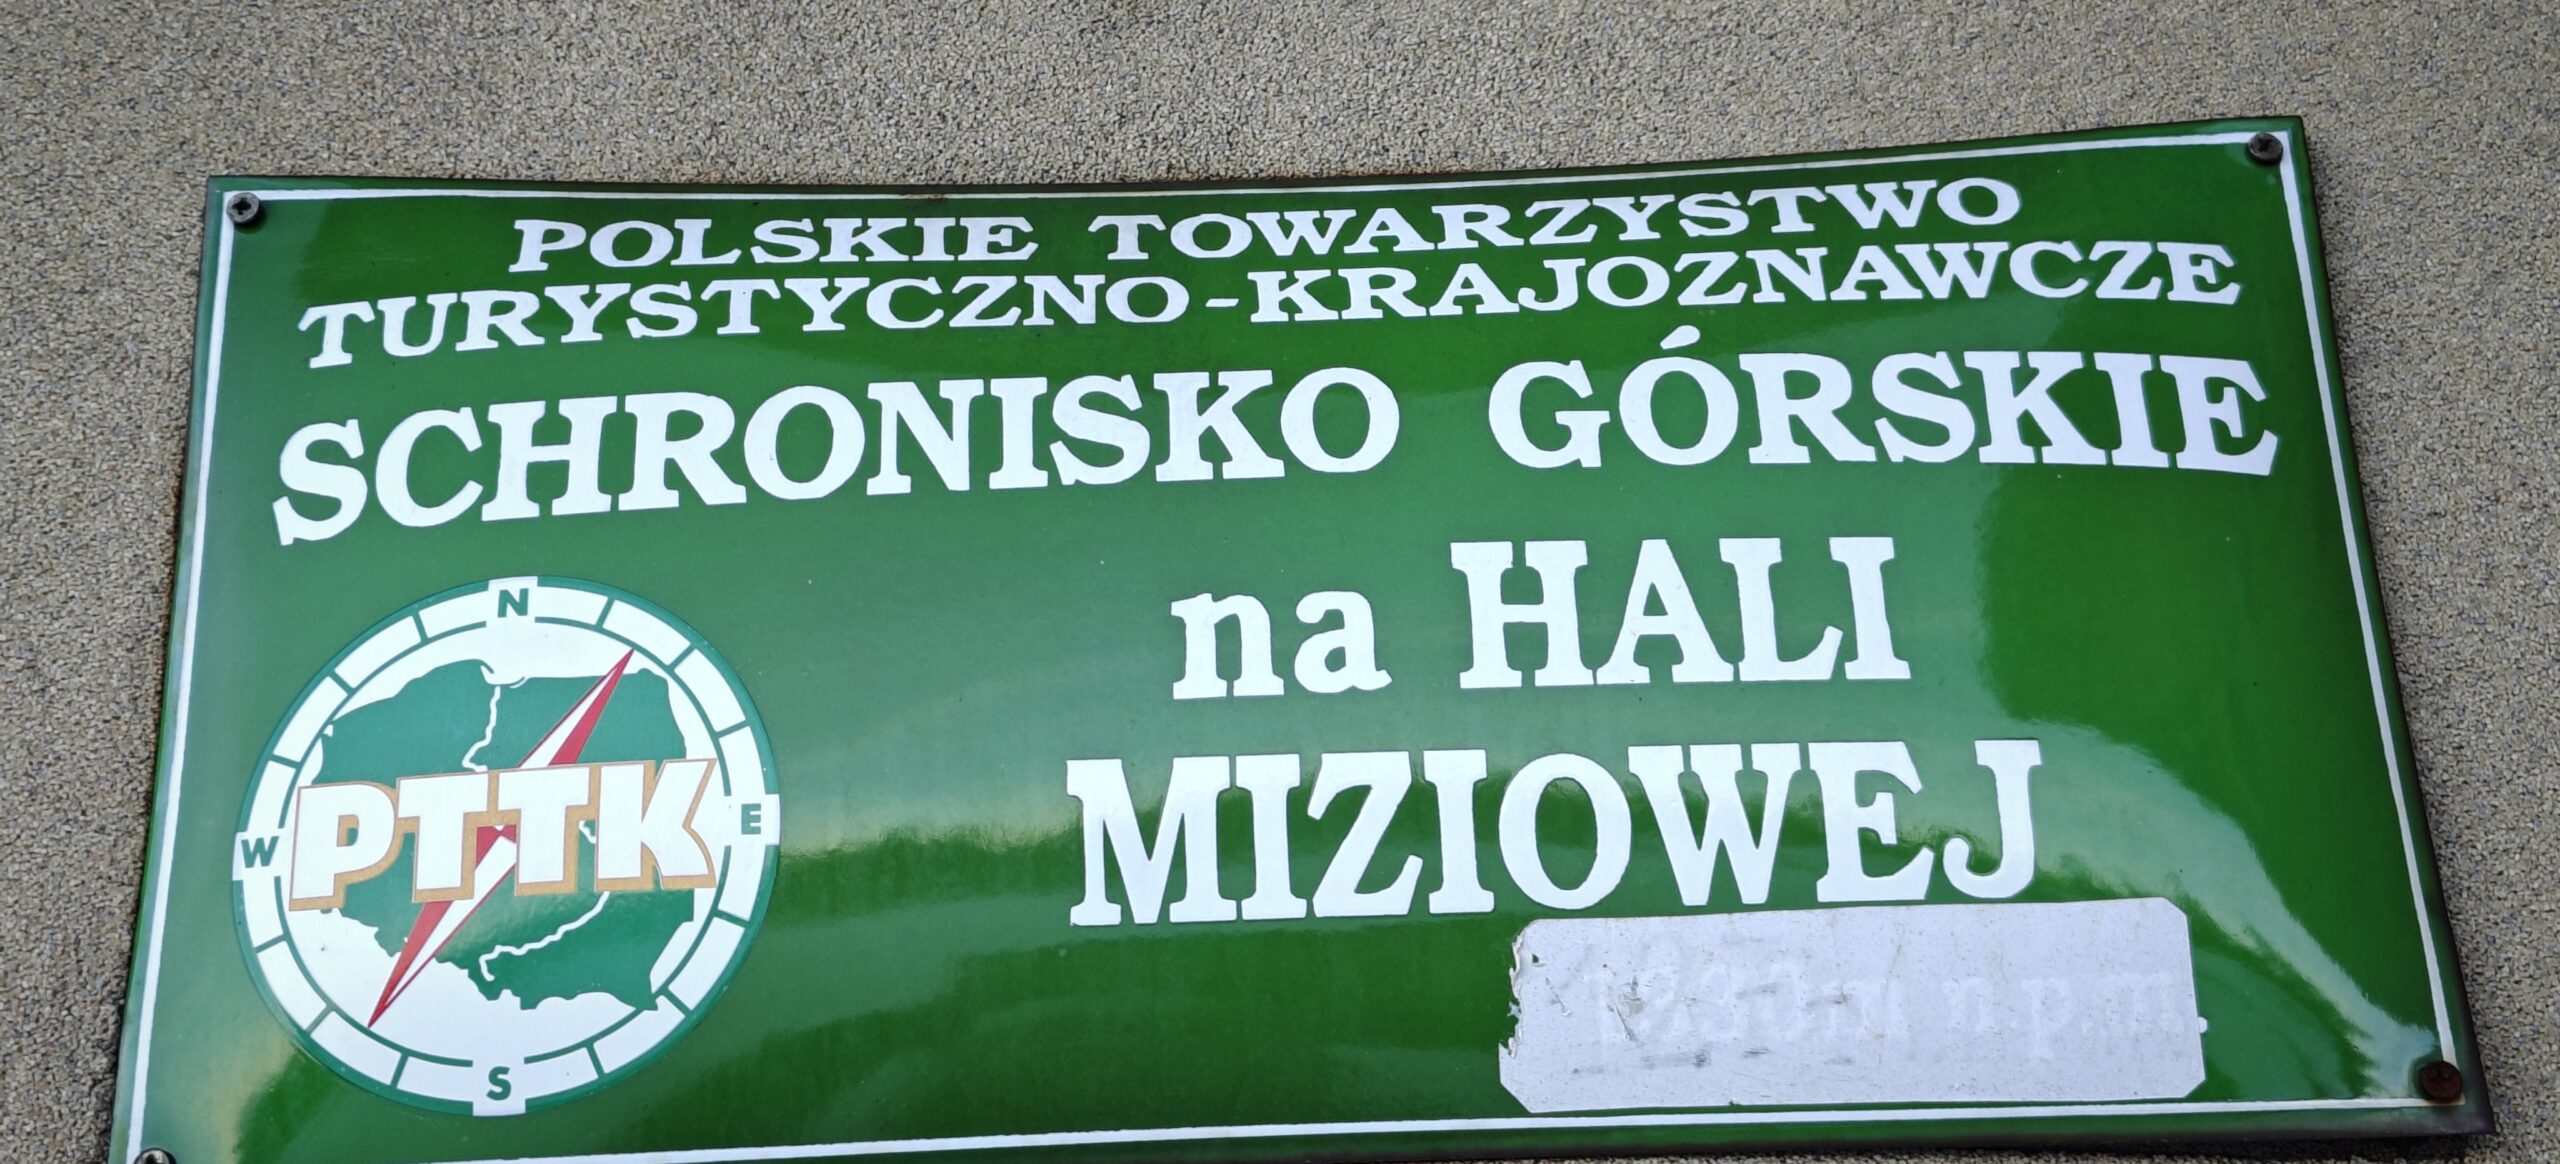 POLSKIE TOWARZYSTWO
TURYSTYCZNO-KRAJOZNAWCZE
SCHRONISKO GÓRSKIE
na HALI
MIZIOWEJ
N
W
PTTK
E
S
m n.p.m.